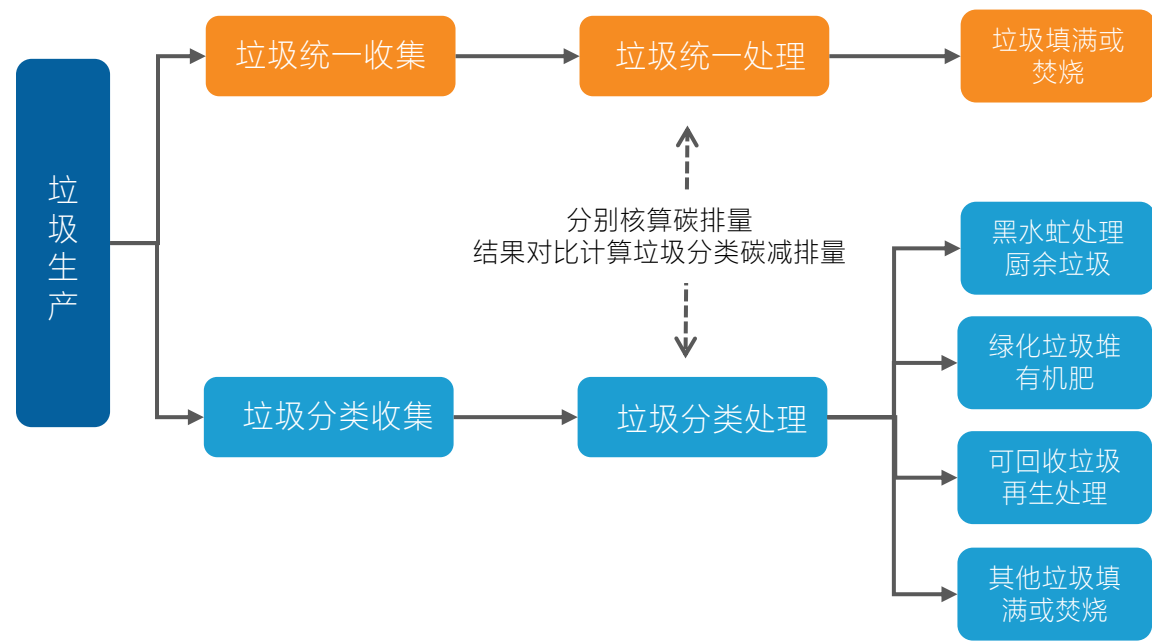 垃圾生产
垃圾统一收集
垃圾统一处理
垃圾填满或
焚烧
分别核算碳排量
结果对比计算垃圾分类碳减排量
垃圾分类收集
垃圾分类处理
黑水虻处理
厨余垃圾
绿化垃圾堆
有机肥
可回收垃圾
再生处理
其他垃圾填
满或焚烧